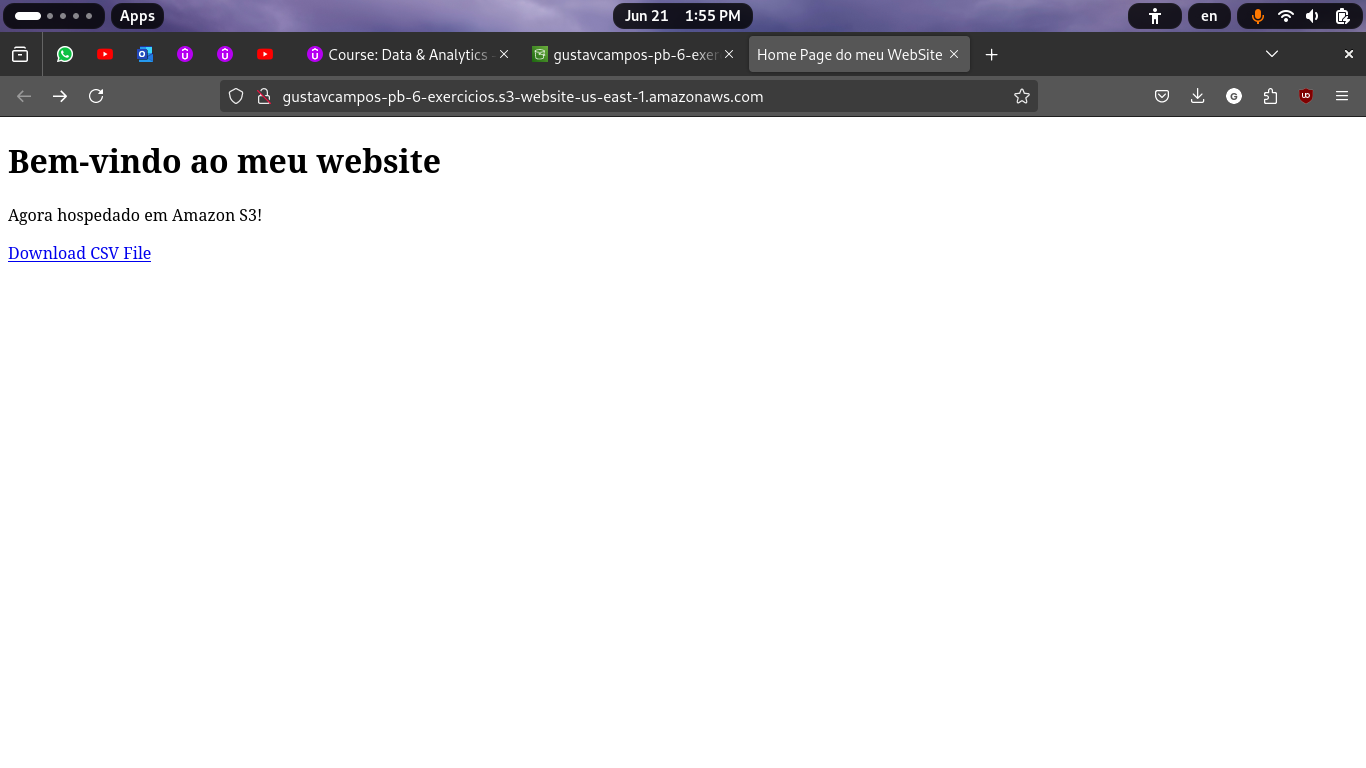 Apps
Jun 21 1:55 PM
en
Course: Data & Analytics
gustavcampos-pb-6-exer
Home Page do meu WebSite
gustavcampos-pb-6-exercicios.s3-website-us-east-1.amazonaws.com
Bem-vindo ao meu website
Agora hospedado em Amazon S3!
Download CSV File